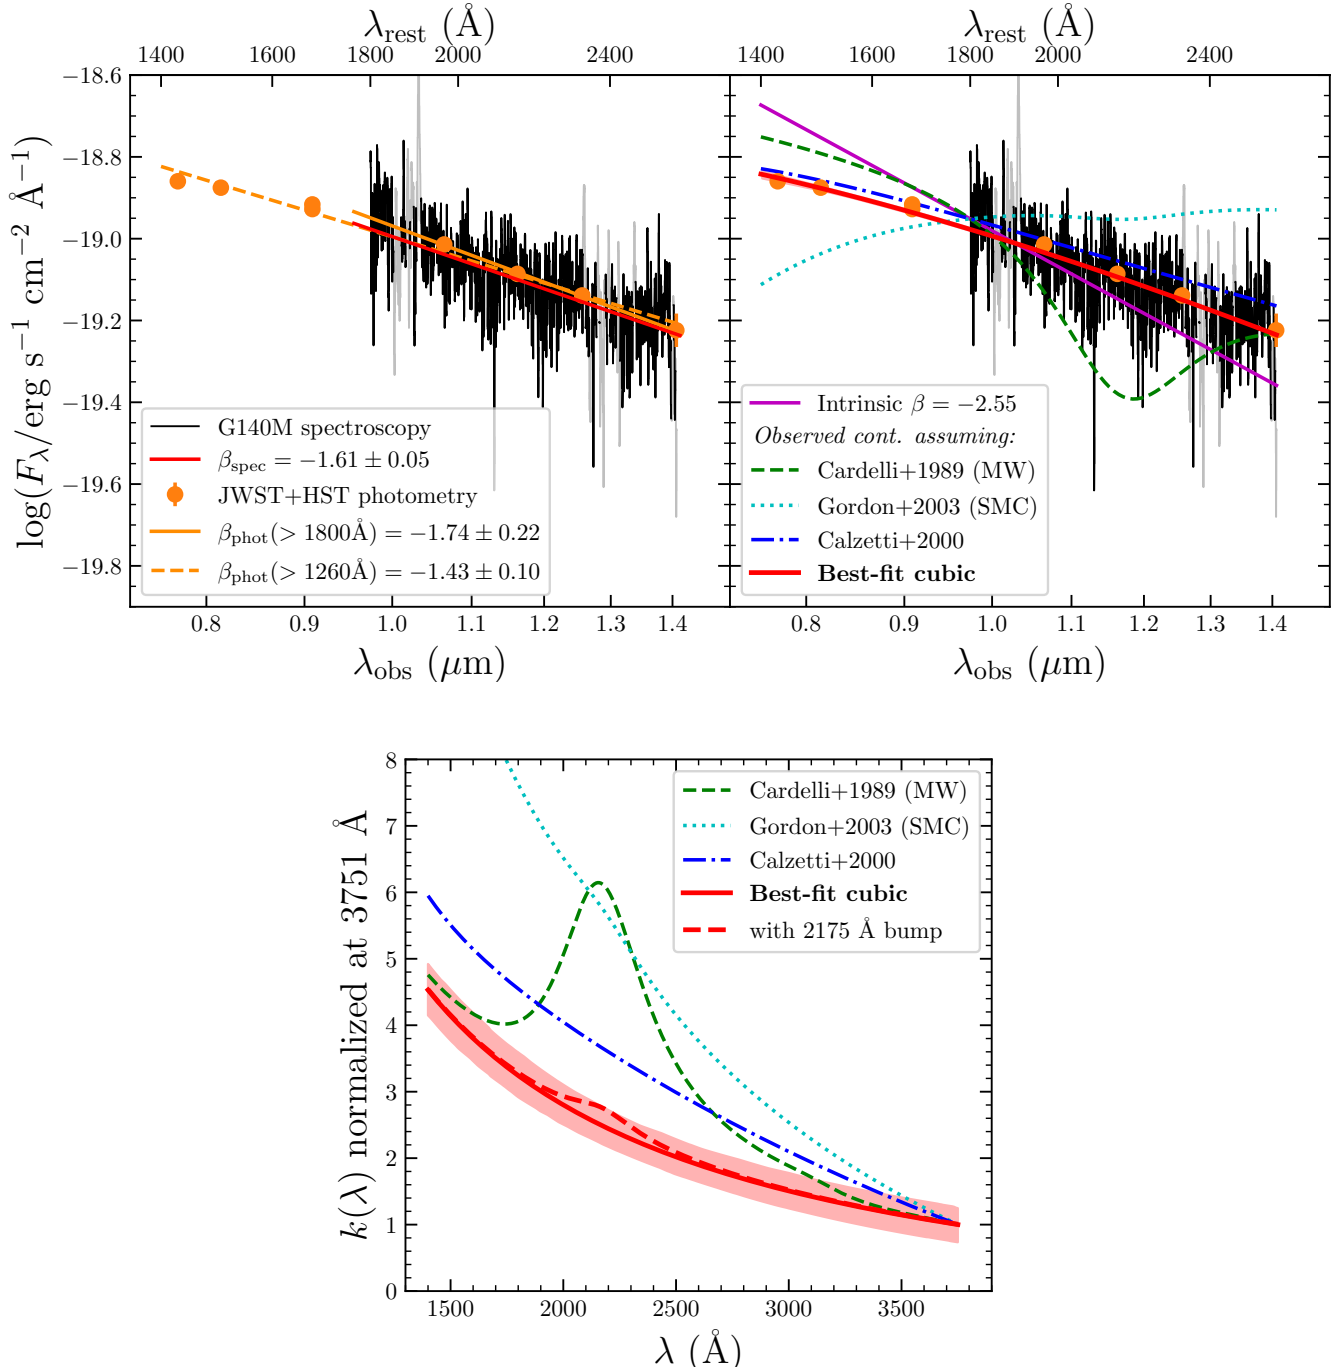 λrest (Å)
λrest (Å)
1400 1600 1800 2000 2400
1400 1600 1800 2000 2400
log(Fλ/erg s⁻¹ cm⁻² Å⁻¹)
−18.6
−18.8
−19.0
−19.2
−19.4
−19.6
−19.8
G140M spectroscopy
βspec = −1.61 ± 0.05
JWST+HST photometry
βphot(> 1800Å) = −1.74 ± 0.22
βphot(> 1260Å) = −1.43 ± 0.10
Intrinsic β = −2.55
Observed cont. assuming:
Cardelli+1989 (MW)
Gordon+2003 (SMC)
Calzetti+2000
Best-fit cubic
0.8 0.9 1.0 1.1 1.2 1.3 1.4
0.8 0.9 1.0 1.1 1.2 1.3 1.4
λobs (μm)
λobs (μm)
k(λ) normalized at 3751 Å
8
7
6
5
4
3
2
1
0
Cardelli+1989 (MW)
Gordon+2003 (SMC)
Calzetti+2000
Best-fit cubic
with 2175 Å bump
1500 2000 2500 3000 3500
λ (Å)